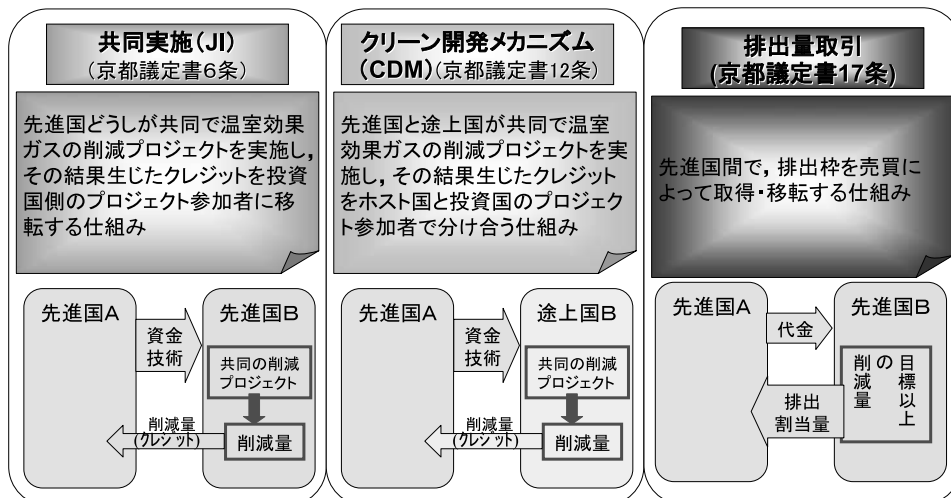 共同実施(JI)
(京都議定書6条)
先進国どうしが共同で温室効果
ガスの削減プロジェクトを実施し,
その結果生じたクレジットを投資
国側のプロジェクト参加者に移
転する仕組み
先進国A
先進国B
資金
技術
共同の削減
プロジェクト
削減量
(クレジット)
削減量
クリーン開発メカニズム
(CDM)(京都議定書12条)
先進国と途上国が共同で温室
効果ガスの削減プロジェクトを実
施し,その結果生じたクレジット
をホスト国と投資国のプロジェク
ト参加者で分け合う仕組み
先進国A
途上国B
資金
技術
共同の削減
プロジェクト
削減量
(クレジット)
削減量
排出量取引
(京都議定書17条)
先進国間で,排出枠を売買に
よって取得・移転する仕組み
先進国A
先進国B
代金
目標以上
の
削減量
排出
割当量